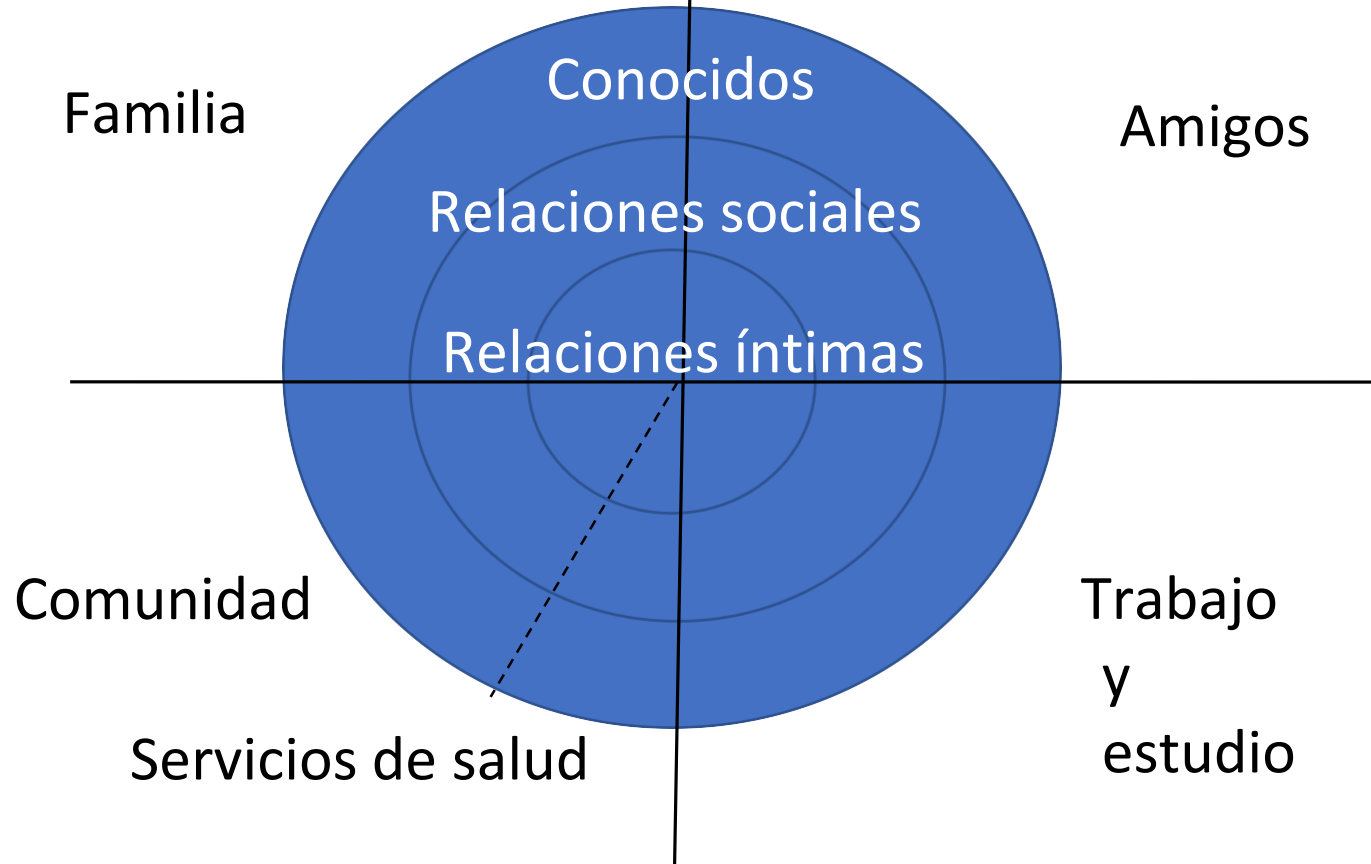 Conocidos
Familia
Amigos
Relaciones sociales
Relaciones íntimas
Comunidad
Trabajo
y
estudio
Servicios de salud